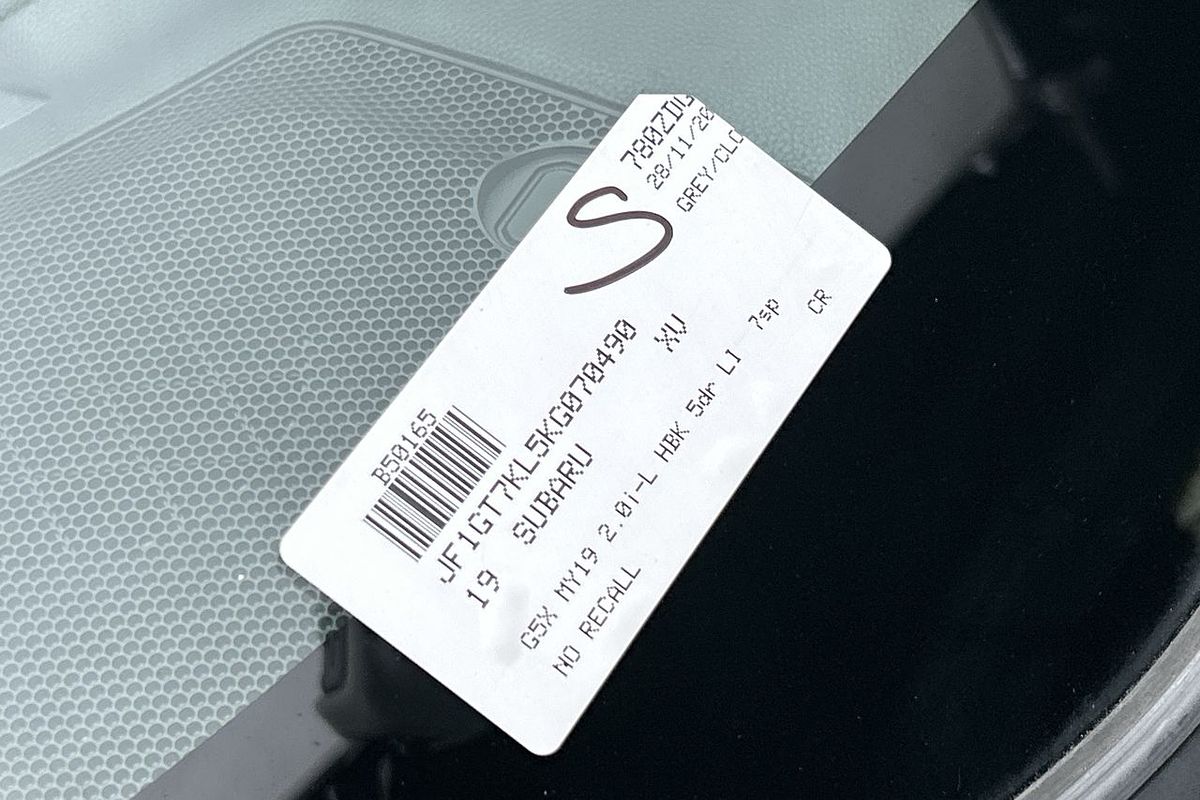 B50165
780ZDW
28/11/20
GREY/CLO
S
JF1GT7KL5KG070490
19 SUBARU XV
G5X MY19 2.0i-L HBK 5dr LI 7sp
NO RECALL CR